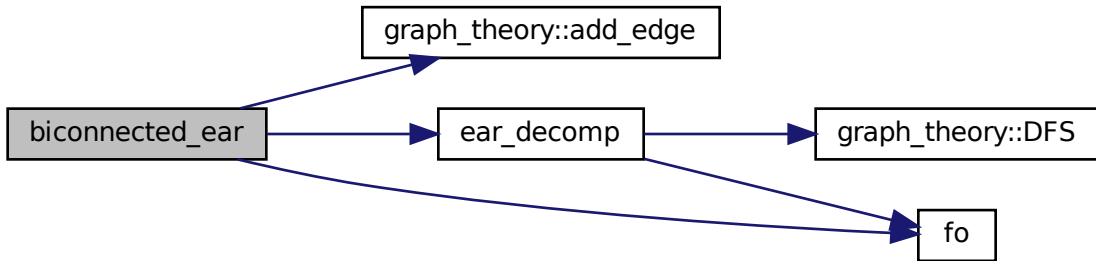 graph_theory::add_edge
biconnected_ear
ear_decomp
graph_theory::DFS
fo